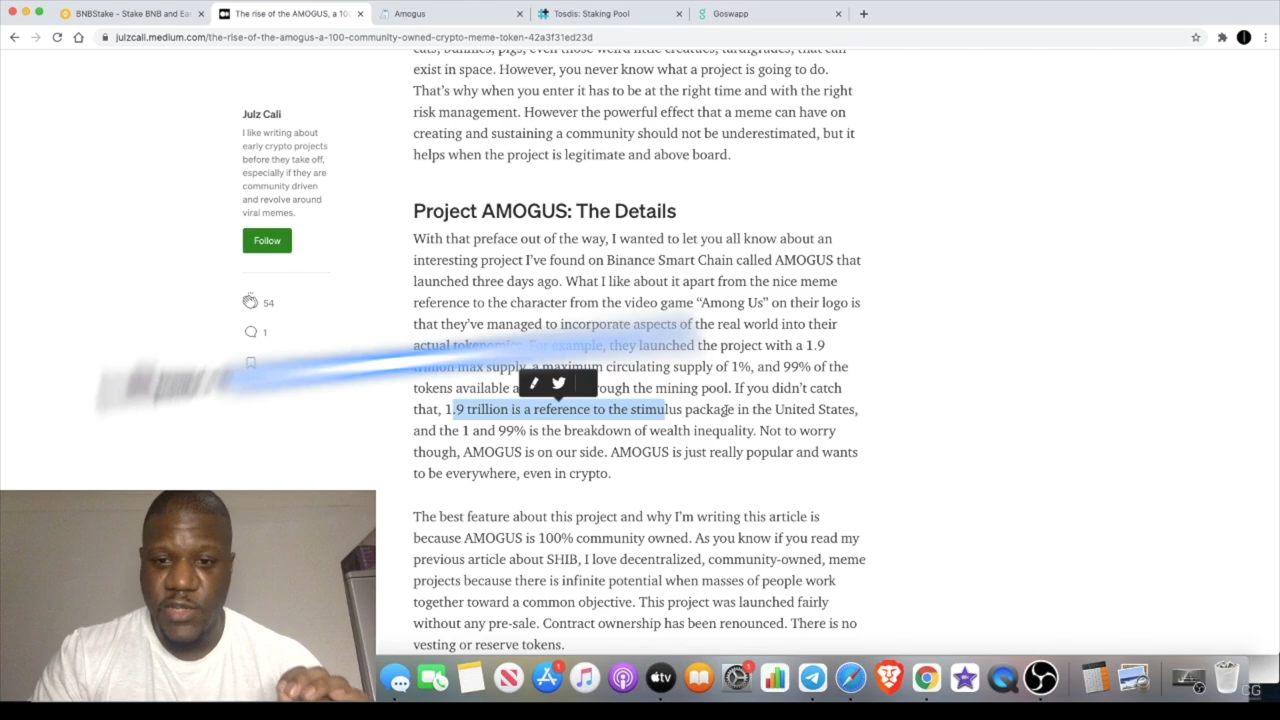 BNBStake - Stake BNB and Ea
The rise of the AMOGUS, a 10
Amogus
Tosdis: Staking Pool
Goswapp
julzcali.medium.com/the-rise-of-the-amogus-a-100-community-owned-crypto-meme-token-42a3f31ed23d
exist in space. However, you never know what a project is going to do.
That's why when you enter it has to be at the right time and with the right
risk management. However the powerful effect that a meme can have on
creating and sustaining a community should not be underestimated, but it
helps when the project is legitimate and above board.
Julz Cali
I like writing about
early crypto projects
before they take off,
especially if they are
community driven
and revolve around
viral memes.
Follow
54
1
Project AMOGUS: The Details
With that preface out of the way, I wanted to let you all know about an
interesting project I've found on Binance Smart Chain called AMOGUS that
launched three days ago. What I like about it apart from the nice meme
reference to the character from the video game "Among Us" on their logo is
that they've managed to incorporate aspects of the real world into their
actual example, they launched the project with a 1.9
max supply, a maximum circulating supply of 1%, and 99% of the
tokens available through the mining pool. If you didn't catch
that, 1.9 trillion is a reference to the stimulus package in the United States,
and the 1 and 99% is the breakdown of wealth inequality. Not to worry
though, AMOGUS is on our side. AMOGUS is just really popular and wants
to be everywhere, even in crypto.
The best feature about this project and why I'm writing this article is
because AMOGUS is 100% community owned. As you know if you read my
previous article about SHIB, I love decentralized, community-owned, meme
projects because there is infinite potential when masses of people work
together toward a common objective. This project was launched fairly
without any pre-sale. Contract ownership has been renounced. There is no
vesting or reserve tokens.
1
1
tv
CG